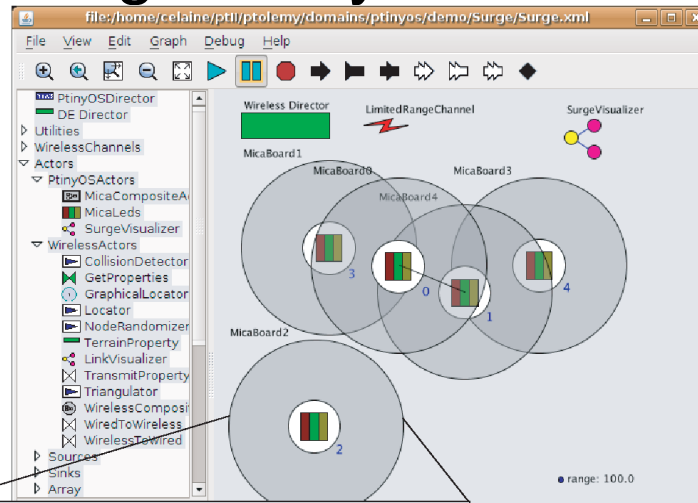 file:/home/celaine/ptII/ptolemy/domains/ptinyos/demo/Surge/Surge.xml
File View Edit Graph Debug Help
PtinyOSDirector
DE Director
Utilities
WirelessChannels
Actors
PtinyOSActors
MicaCompositeA
MicaLeds
SurgeVisualizer
WirelessActors
CollisionDetector
GetProperties
GraphicalLocator
Locator
NodeRandomizer
TerrainProperty
LinkVisualizer
TransmitProperty
Triangulator
WirelessComposi
WiredToWireless
WirelessToWired
Sources
Sinks
Array
Wireless Director
LimitedRangeChannel
SurgeVisualizer
MicaBoard1
MicaBoard0
MicaBoard3
MicaBoard4
3
0
1
4
MicaBoard2
2
range: 100.0